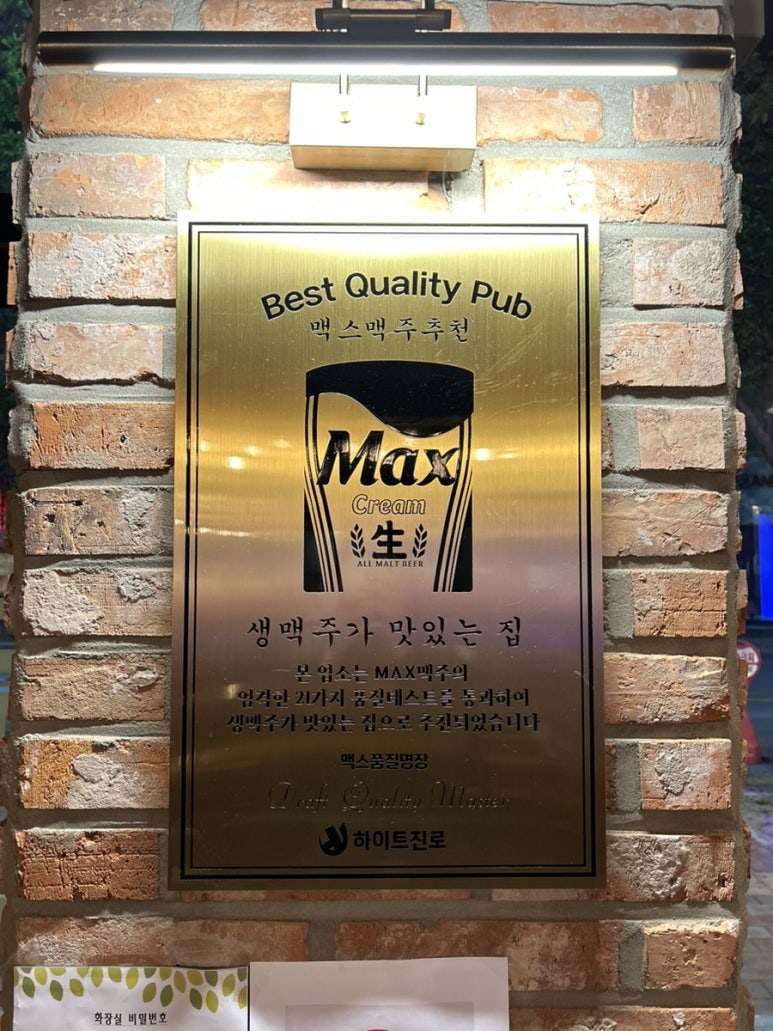 Best Quality Pub
맥스맥주추천
Max
Cream
生
ALL MALT BEER
생맥주가 맛있는 집
본 업소는 MAX맥주의
엄격한 21가지 품질테스트를 통과하여
생맥주가 맛있는 집으로 추천되었습니다
맥스품질명장
Draft Quality Master
하이트진로
화장실 비밀번호